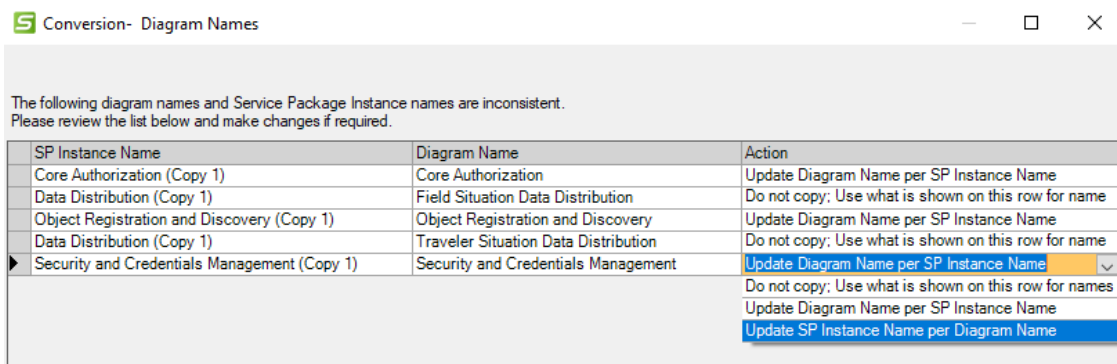 Conversion- Diagram Names
The following diagram names and Service Package Instance names are inconsistent.
Please review the list below and make changes if required.
SP Instance Name Diagram Name Action
Core Authorization (Copy 1) Core Authorization Update Diagram Name per SP Instance Name
Data Distribution (Copy 1) Field Situation Data Distribution Do not copy; Use what is shown on this row for name
Object Registration and Discovery (Copy 1) Object Registration and Discovery Update Diagram Name per SP Instance Name
Data Distribution (Copy 1) Traveler Situation Data Distribution Do not copy; Use what is shown on this row for name
Security and Credentials Management (Copy 1) Security and Credentials Management Update Diagram Name per SP Instance Name
Do not copy; Use what is shown on this row for names
Update Diagram Name per SP Instance Name
Update SP Instance Name per Diagram Name